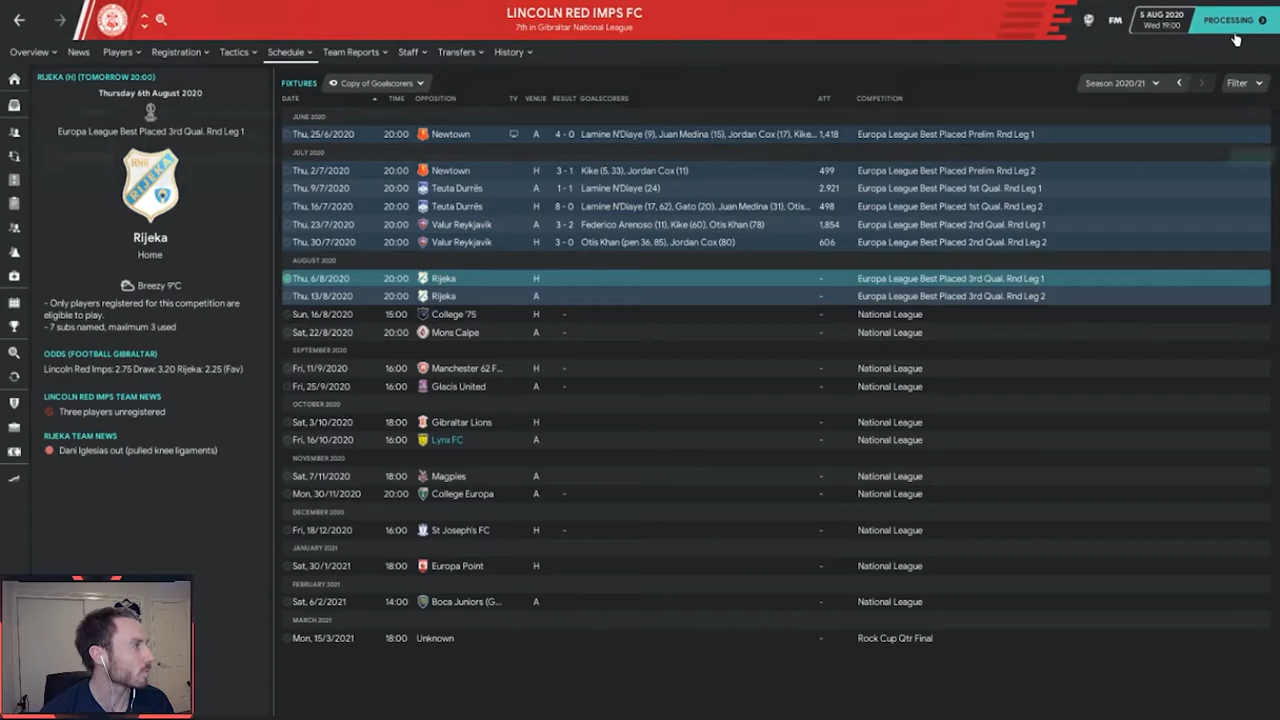 LINCOLN RED IMPS FC
7th in Gibraltar National League
5 AUG 2020
Wed 19:00
FM
PROCESSING
Overview
News
Players
Registration
Tactics
Schedule
Team Reports
Staff
Transfers
History
RIJEKA (H) (TOMORROW 20:00)
Thursday 6th August 2020
Europa League Best Placed 3rd Qual. Rnd Leg 1
HNK
RIJEKA
Rijeka
Home
Breezy 9°C
- Only players registered for this competition are
eligible to play.
- 7 subs named, maximum 3 used
ODDS (FOOTBALL GIBRALTAR)
Lincoln Red Imps: 2.75 Draw: 3.20 Rijeka: 2.25 (Fav)
LINCOLN RED IMPS TEAM NEWS
Three players unregistered
RIJEKA TEAM NEWS
Dani Iglesias out (pulled knee ligaments)
FIXTURES Copy of Goalscorers Season 2020/21 Filter
DATE TIME OPPOSITION TV VENUE RESULT GOALSCORERS ATT COMPETITION
JUNE 2020
Thu, 25/6/2020 20:00 Newtown A 4 - 0 Lamine N'Diaye (9), Juan Medina (15), Jordan Cox (17), Kike... 1,418 Europa League Best Placed Prelim Rnd Leg 1
JULY 2020
Thu, 2/7/2020 20:00 Newtown H 3 - 1 Kike (5, 33), Jordan Cox (11) 499 Europa League Best Placed Prelim Rnd Leg 2
Thu, 9/7/2020 20:00 Teuta Durrës A 1 - 1 Lamine N'Diaye (24) 2,921 Europa League Best Placed 1st Qual. Rnd Leg 1
Thu, 16/7/2020 20:00 Teuta Durrës H 8 - 0 Lamine N'Diaye (17, 62), Gato (20), Juan Medina (31), Otis... 498 Europa League Best Placed 1st Qual. Rnd Leg 2
Thu, 23/7/2020 20:00 Valur Reykjavik A 3 - 2 Federico Arenoso (11), Kike (60), Otis Khan (78) 1,854 Europa League Best Placed 2nd Qual. Rnd Leg 1
Thu, 30/7/2020 20:00 Valur Reykjavik H 3 - 0 Otis Khan (pen 36, 85), Jordan Cox (80) 606 Europa League Best Placed 2nd Qual. Rnd Leg 2
AUGUST 2020
Thu, 6/8/2020 20:00 Rijeka H - Europa League Best Placed 3rd Qual. Rnd Leg 1
Thu, 13/8/2020 20:00 Rijeka A - Europa League Best Placed 3rd Qual. Rnd Leg 2
Sun, 16/8/2020 15:00 College '75 H - - National League
Sat, 22/8/2020 20:00 Mons Calpe A - - National League
SEPTEMBER 2020
Fri, 11/9/2020 16:00 Manchester 62 F... H - - National League
Fri, 25/9/2020 16:00 Glacis United A - - National League
OCTOBER 2020
Sat, 3/10/2020 18:00 Gibraltar Lions H - - National League
Fri, 16/10/2020 16:00 Lynx FC A - - National League
NOVEMBER 2020
Sat, 7/11/2020 18:00 Magpies A - - National League
Mon, 30/11/2020 20:00 College Europa A - - National League
DECEMBER 2020
Fri, 18/12/2020 16:00 St Joseph's FC H - - National League
JANUARY 2021
Sat, 30/1/2021 18:00 Europa Point H - National League
FEBRUARY 2021
Sat, 6/2/2021 14:00 Boca Juniors (G... A - National League
MARCH 2021
Mon, 15/3/2021 18:00 Unknown - Rock Cup Qtr Final